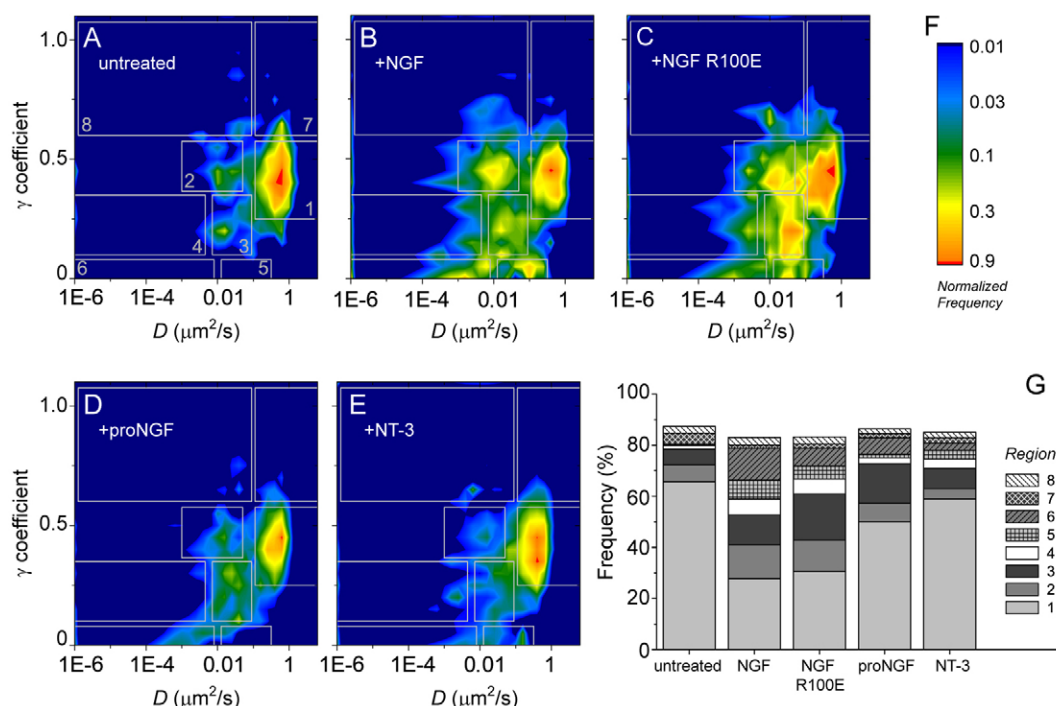 A
untreated
B
+NGF
C
+NGF R100E
F
1.0
0.5
0
γ coefficient
8
7
2
1
4
3
6
5
0.01
0.03
0.1
0.3
0.9
Normalized
Frequency
1E-6 1E-4 0.01 1
1E-6 1E-4 0.01 1
1E-6 1E-4 0.01 1
D (μm²/s)
D (μm²/s)
D (μm²/s)
D
+proNGF
E
+NT-3
1.0
0.5
0
γ coefficient
1E-6 1E-4 0.01 1
1E-6 1E-4 0.01 1
D (μm²/s)
D (μm²/s)
G
100
80
60
40
20
0
Frequency (%)
untreated NGF NGF R100E proNGF NT-3
Region
8
7
6
5
4
3
2
1